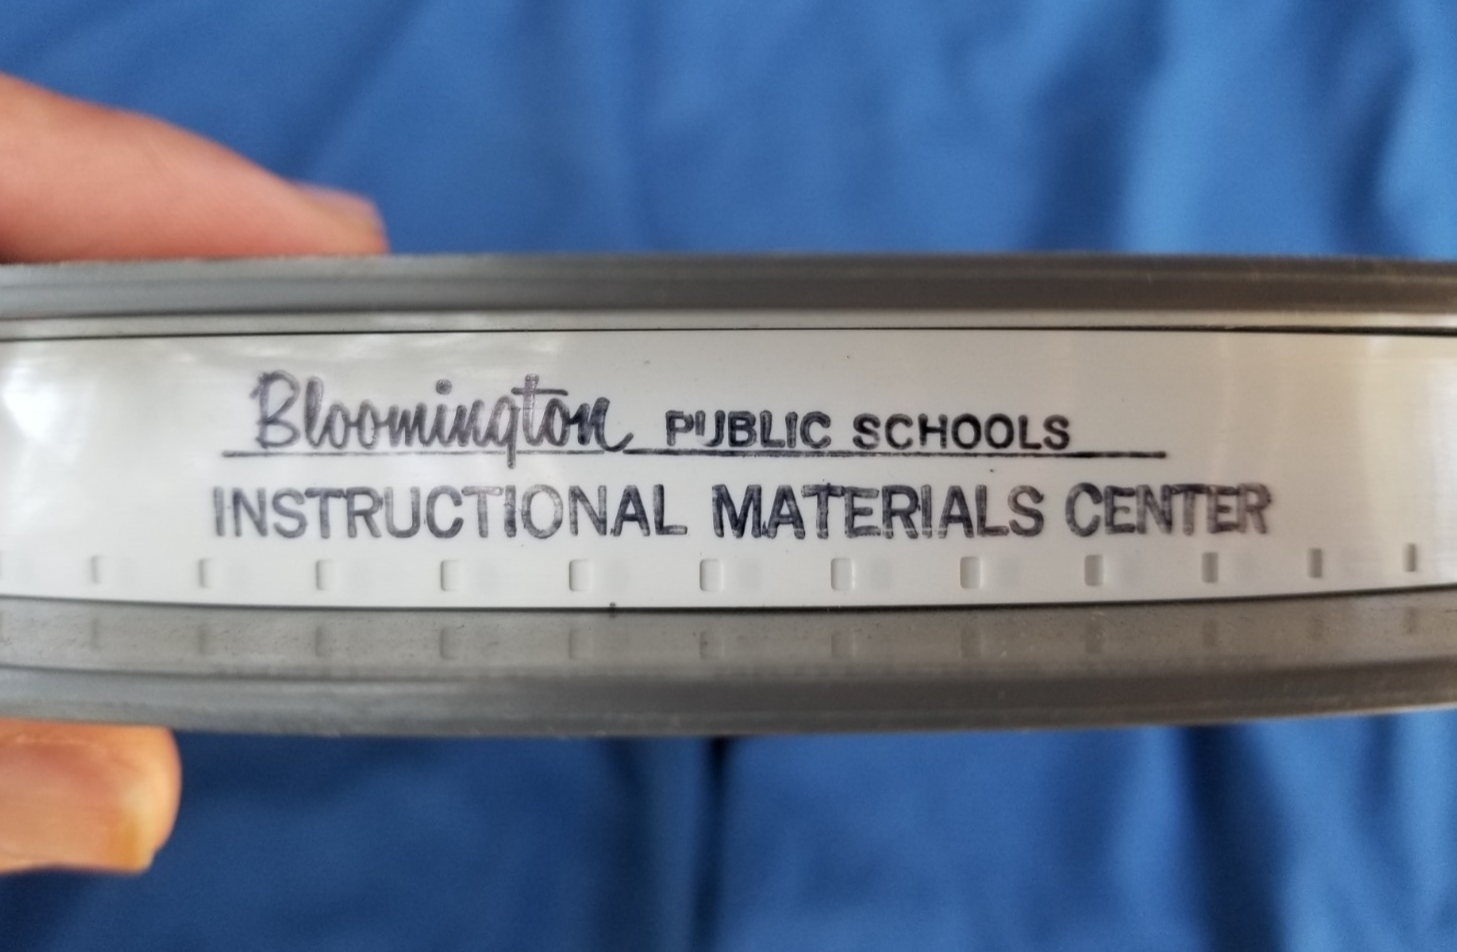 Bloomington PUBLIC SCHOOLS
INSTRUCTIONAL MATERIALS CENTER